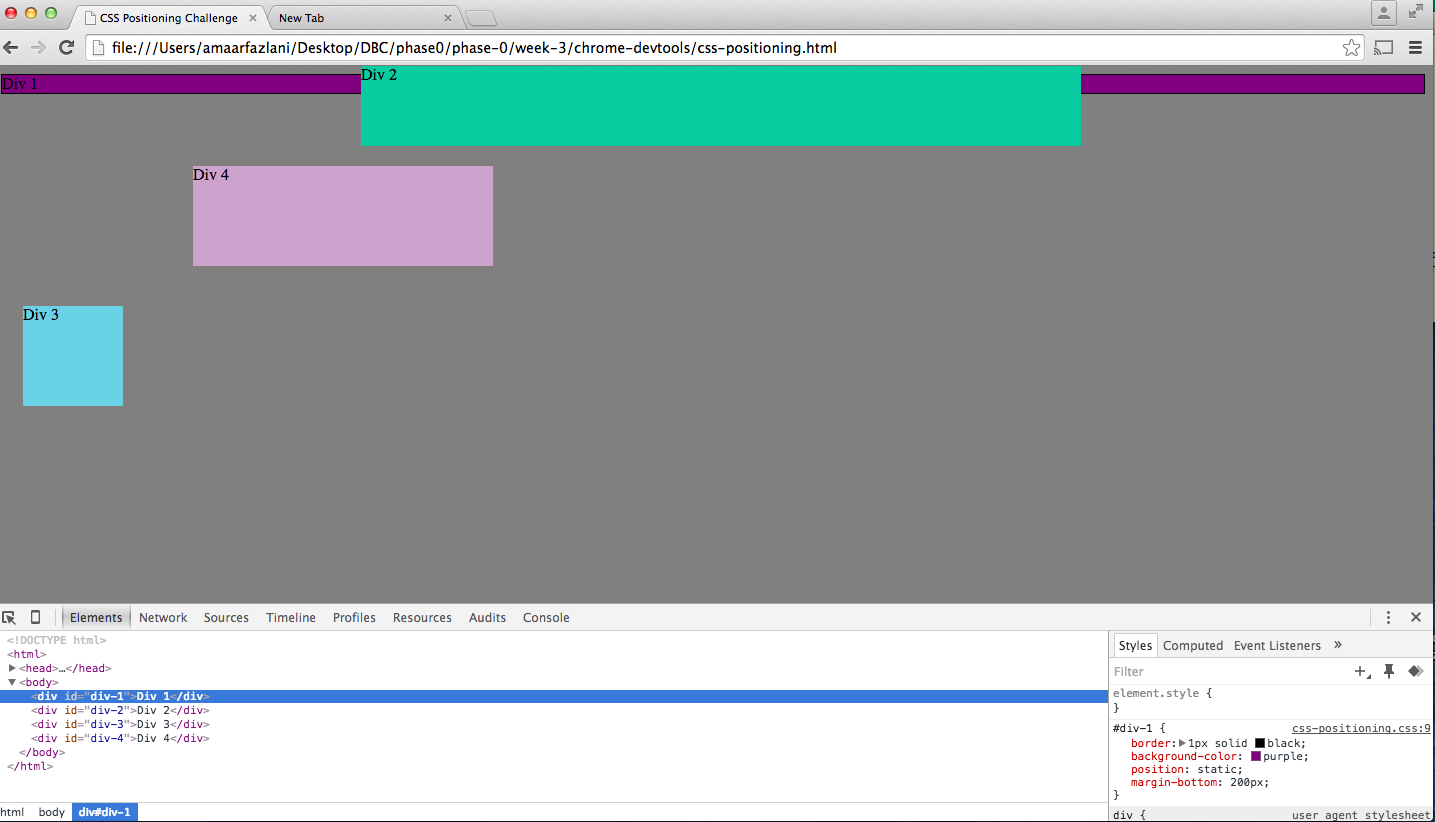 CSS Positioning Challenge
New Tab
file:///Users/amaarfazlani/Desktop/DBC/phase0/phase-0/week-3/chrome-devtools/css-positioning.html
Div 2
Div 1
Div 4
Div 3
Elements Network Sources Timeline Profiles Resources Audits Console
<!DOCTYPE html>
<html>
<head>…</head>
<body>
<div id="div-1">Div 1</div>
<div id="div-2">Div 2</div>
<div id="div-3">Div 3</div>
<div id="div-4">Div 4</div>
</body>
</html>
html body div#div-1
Styles Computed Event Listeners »
Filter
element.style {
}
#div-1 { css-positioning.css:9
border: 1px solid black;
background-color: purple;
position: static;
margin-bottom: 200px;
}
div { user agent stylesheet